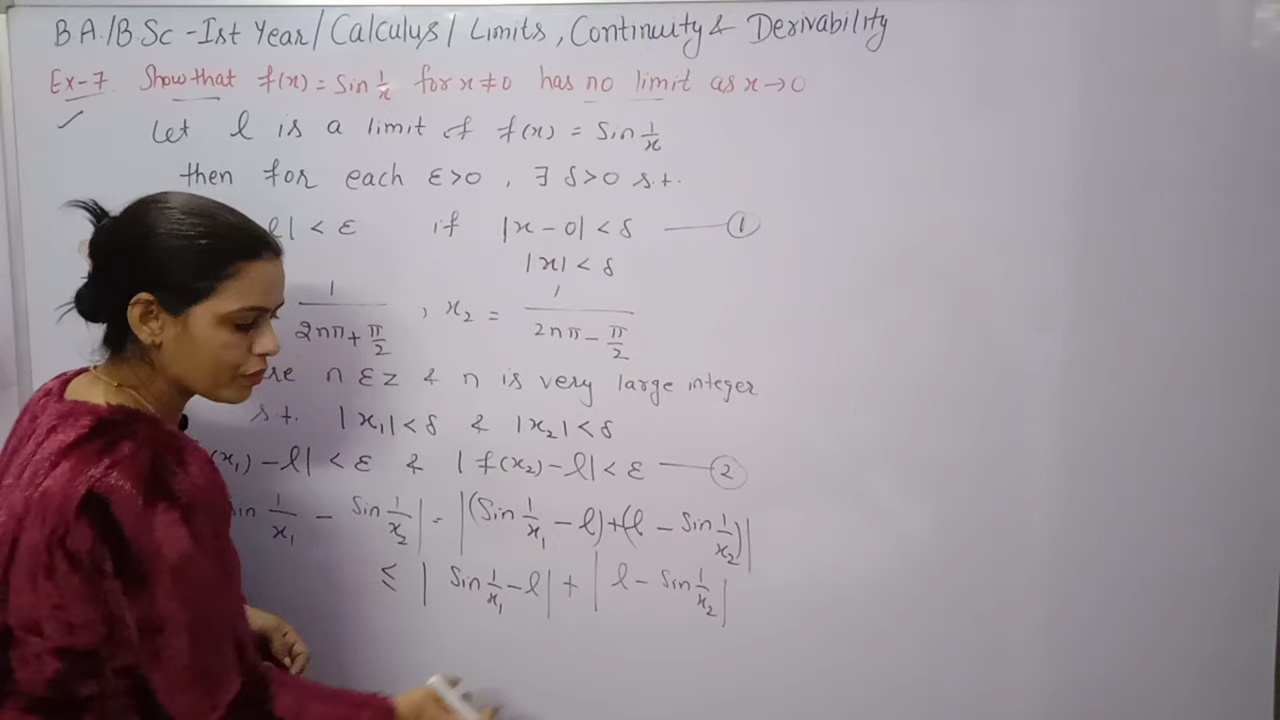 B.A./B.Sc - Ist Year/ Calculus/ Limits, Continuity & Derivability
Ex-7. Show that f(x) = Sin 1/x for x ≠ 0 has no limit as x → 0
Let l is a limit of f(x) = Sin 1/x
then for each ε>0, ∃ δ>0 s.t.
l| < ε if |x - 0| < δ —— ①
|x| < δ
1/(2nπ + π/2), x₂ = 1/(2nπ - π/2)
n ε z & n is very large integer
s.t. |x₁| < δ & |x₂| < δ
(x₁) - l| < ε & |f(x₂) - l| < ε —— ②
Sin 1/x₁ - Sin 1/x₂| = |(Sin 1/x₁ - l) + (l - Sin 1/x₂)|
≤ |Sin 1/x₁ - l| + |l - Sin 1/x₂|